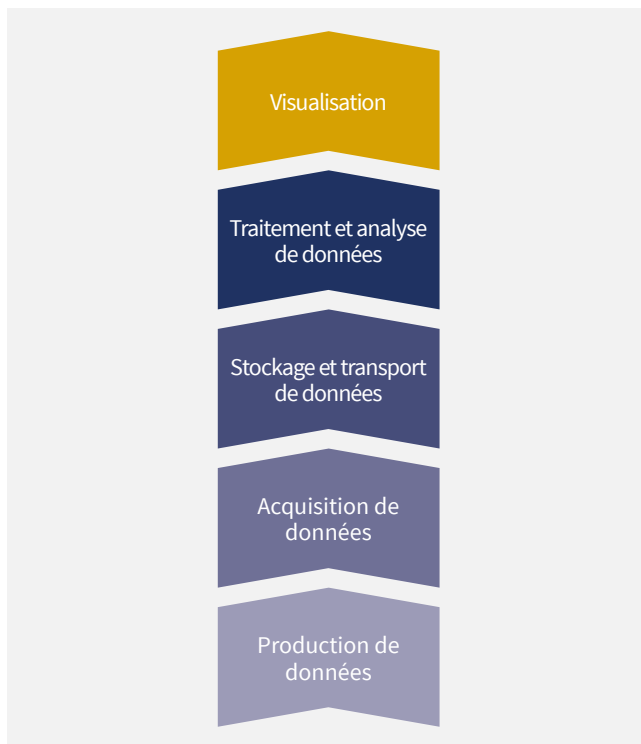 Visualisation
Traitement et analyse
de données
Stockage et transport
de données
Acquisition de
données
Production de
données